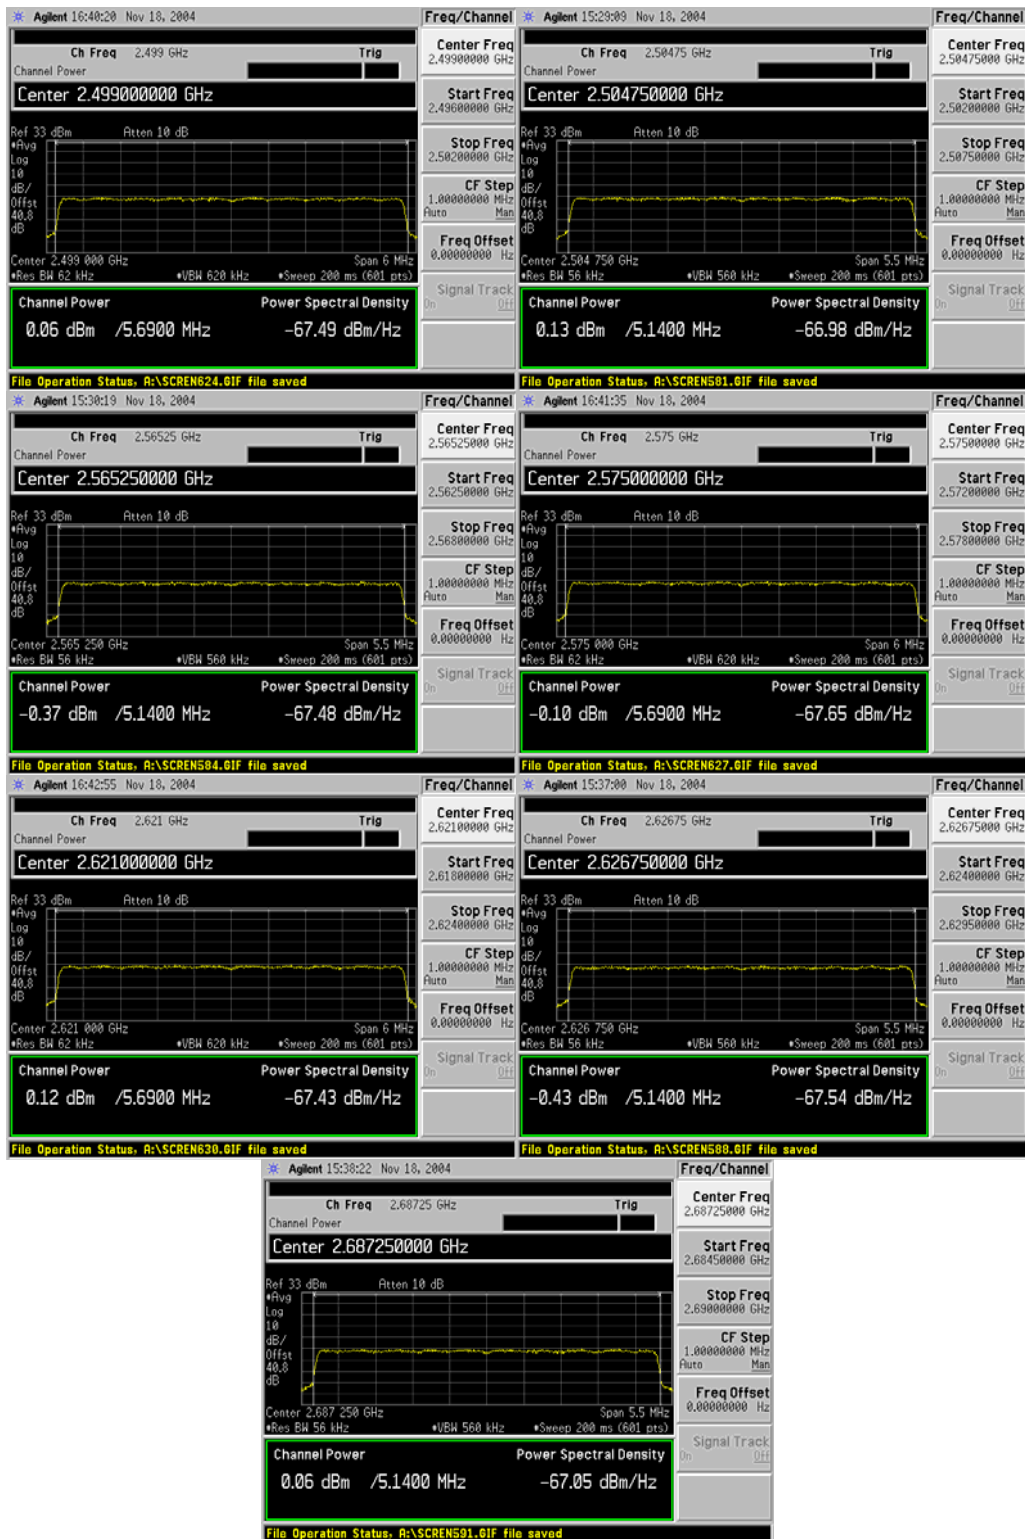 Agilent 16:40:20 Nov 18, 2004 Freq/Channel
Ch Freq 2.499 GHz Trig
Channel Power
Center 2.499000000 GHz
Center Freq
2.49900000 GHz
Start Freq
2.49600000 GHz
Stop Freq
2.50200000 GHz
CF Step
1.00000000 MHz
Auto Man
Freq Offset
0.00000000 Hz
Signal Track
On Off
Ref 33 dBm Atten 10 dB
#Avg
Log
10
dB/
Offst
40.8
dB
Center 2.499 000 GHz Span 6 MHz
#Res BW 62 kHz #VBW 620 kHz #Sweep 200 ms (601 pts)
Channel Power Power Spectral Density
0.06 dBm /5.6900 MHz -67.49 dBm/Hz
File Operation Status, A:\SCREN624.GIF file saved
Agilent 15:29:09 Nov 18, 2004 Freq/Channel
Ch Freq 2.50475 GHz Trig
Channel Power
Center 2.504750000 GHz
Center Freq
2.50475000 GHz
Start Freq
2.50200000 GHz
Stop Freq
2.50750000 GHz
CF Step
1.00000000 MHz
Auto Man
Freq Offset
0.00000000 Hz
Signal Track
On Off
Ref 33 dBm Atten 10 dB
#Avg
Log
10
dB/
Offst
40.8
dB
Center 2.504 750 GHz Span 5.5 MHz
#Res BW 56 kHz #VBW 560 kHz #Sweep 200 ms (601 pts)
Channel Power Power Spectral Density
0.13 dBm /5.1400 MHz -66.98 dBm/Hz
File Operation Status, A:\SCREN581.GIF file saved
Agilent 15:30:19 Nov 18, 2004 Freq/Channel
Ch Freq 2.56525 GHz Trig
Channel Power
Center 2.565250000 GHz
Center Freq
2.56525000 GHz
Start Freq
2.56250000 GHz
Stop Freq
2.56800000 GHz
CF Step
1.00000000 MHz
Auto Man
Freq Offset
0.00000000 Hz
Signal Track
On Off
Ref 33 dBm Atten 10 dB
#Avg
Log
10
dB/
Offst
40.8
dB
Center 2.565 250 GHz Span 5.5 MHz
#Res BW 56 kHz #VBW 560 kHz #Sweep 200 ms (601 pts)
Channel Power Power Spectral Density
-0.37 dBm /5.1400 MHz -67.48 dBm/Hz
File Operation Status, A:\SCREN584.GIF file saved
Agilent 16:41:35 Nov 18, 2004 Freq/Channel
Ch Freq 2.575 GHz Trig
Channel Power
Center 2.575000000 GHz
Center Freq
2.57500000 GHz
Start Freq
2.57200000 GHz
Stop Freq
2.57800000 GHz
CF Step
1.00000000 MHz
Auto Man
Freq Offset
0.00000000 Hz
Signal Track
On Off
Ref 33 dBm Atten 10 dB
#Avg
Log
10
dB/
Offst
40.8
dB
Center 2.575 000 GHz Span 6 MHz
#Res BW 62 kHz #VBW 620 kHz #Sweep 200 ms (601 pts)
Channel Power Power Spectral Density
-0.10 dBm /5.6900 MHz -67.65 dBm/Hz
File Operation Status, A:\SCREN627.GIF file saved
Agilent 16:42:55 Nov 18, 2004 Freq/Channel
Ch Freq 2.621 GHz Trig
Channel Power
Center 2.621000000 GHz
Center Freq
2.62100000 GHz
Start Freq
2.61800000 GHz
Stop Freq
2.62400000 GHz
CF Step
1.00000000 MHz
Auto Man
Freq Offset
0.00000000 Hz
Signal Track
On Off
Ref 33 dBm Atten 10 dB
#Avg
Log
10
dB/
Offst
40.8
dB
Center 2.621 000 GHz Span 6 MHz
#Res BW 62 kHz #VBW 620 kHz #Sweep 200 ms (601 pts)
Channel Power Power Spectral Density
0.12 dBm /5.6900 MHz -67.43 dBm/Hz
File Operation Status, A:\SCREN630.GIF file saved
Agilent 15:37:00 Nov 18, 2004 Freq/Channel
Ch Freq 2.62675 GHz Trig
Channel Power
Center 2.626750000 GHz
Center Freq
2.62675000 GHz
Start Freq
2.62400000 GHz
Stop Freq
2.62950000 GHz
CF Step
1.00000000 MHz
Auto Man
Freq Offset
0.00000000 Hz
Signal Track
On Off
Ref 33 dBm Atten 10 dB
#Avg
Log
10
dB/
Offst
40.8
dB
Center 2.626 750 GHz Span 5.5 MHz
#Res BW 56 kHz #VBW 560 kHz #Sweep 200 ms (601 pts)
Channel Power Power Spectral Density
-0.43 dBm /5.1400 MHz -67.54 dBm/Hz
File Operation Status, A:\SCREN588.GIF file saved
Agilent 15:38:22 Nov 18, 2004 Freq/Channel
Ch Freq 2.68725 GHz Trig
Channel Power
Center 2.687250000 GHz
Center Freq
2.68725000 GHz
Start Freq
2.68450000 GHz
Stop Freq
2.69000000 GHz
CF Step
1.00000000 MHz
Auto Man
Freq Offset
0.00000000 Hz
Signal Track
On Off
Ref 33 dBm Atten 10 dB
#Avg
Log
10
dB/
Offst
40.8
dB
Center 2.687 250 GHz Span 5.5 MHz
#Res BW 56 kHz #VBW 560 kHz #Sweep 200 ms (601 pts)
Channel Power Power Spectral Density
0.06 dBm /5.1400 MHz -67.05 dBm/Hz
File Operation Status, A:\SCREN591.GIF file saved